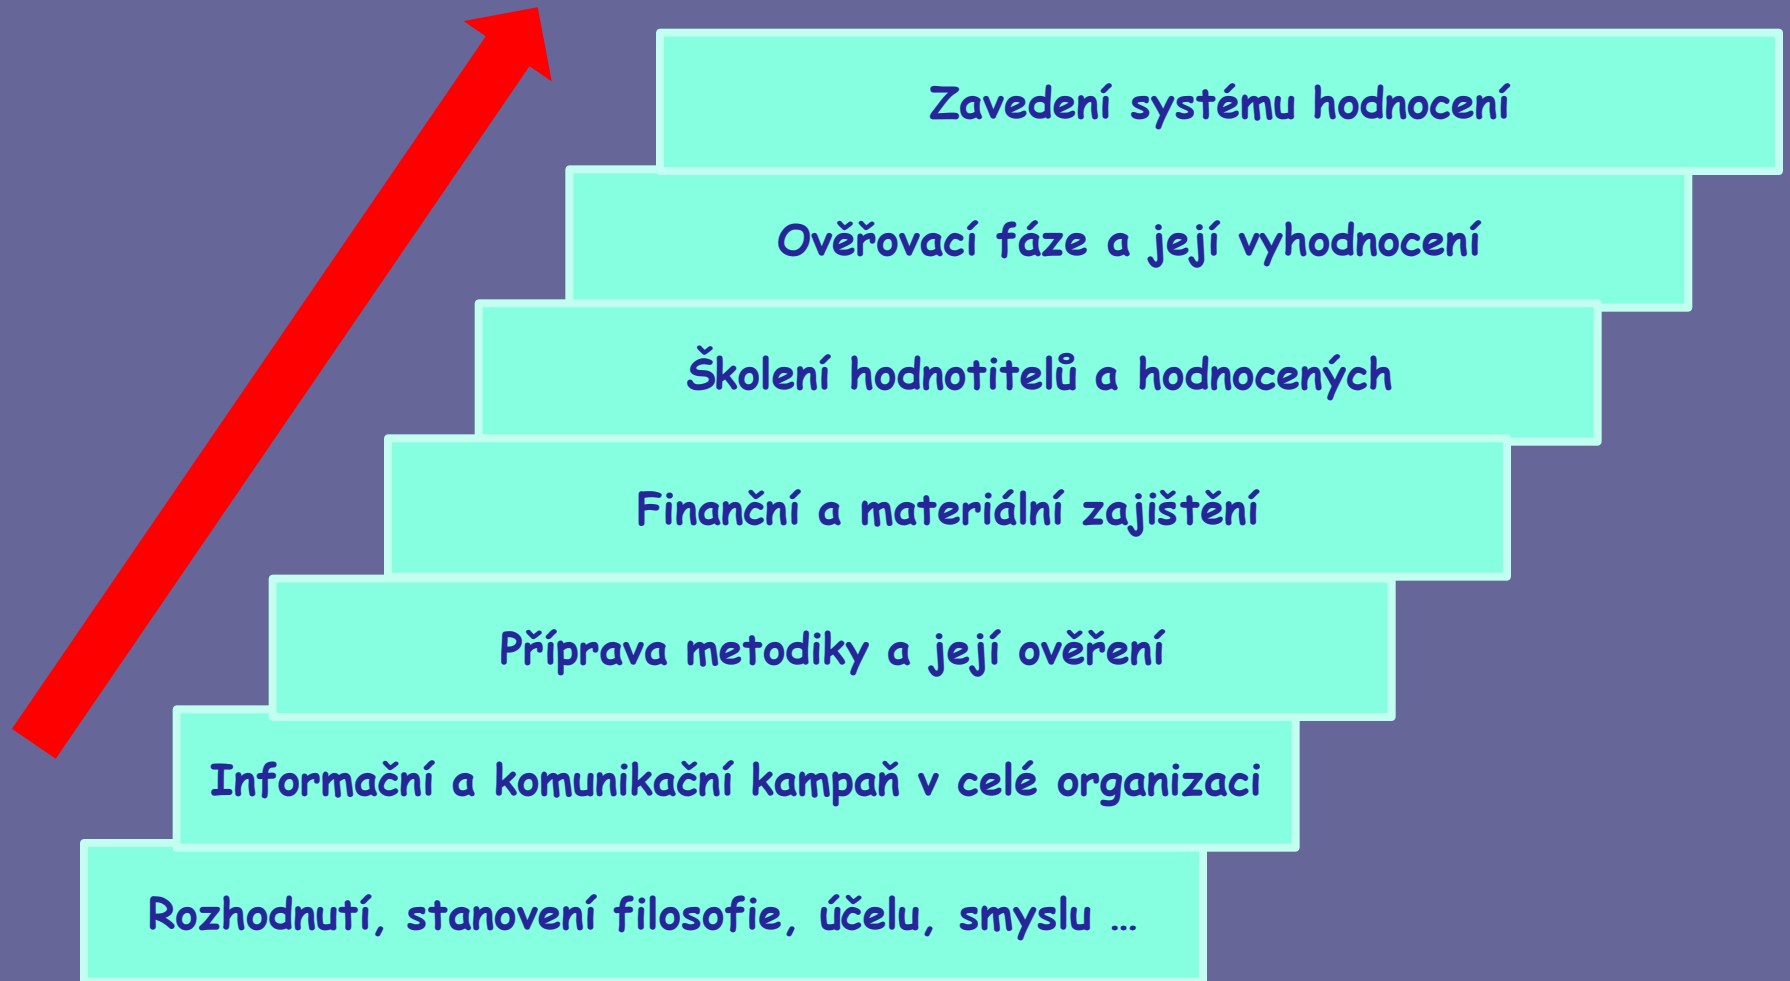 Zavedení systému hodnocení
Ověřovací fáze a její vyhodnocení
Školení hodnotitelů a hodnocených
Finanční a materiální zajištění
Příprava metodiky a její ověření
Informační a komunikační kampaň v celé organizaci
Rozhodnutí, stanovení filosofie, účelu, smyslu …